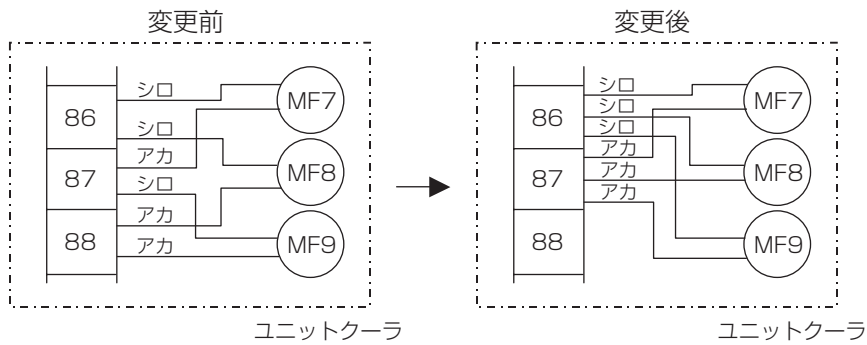 変更前
シロ
86
シロ
アカ
87
シロ
アカ
88
アカ
MF7
MF8
MF9
ユニットクーラ
変更後
シロ
シロ
86
シロ
アカ
アカ
87
アカ
88
MF7
MF8
MF9
ユニットクーラ